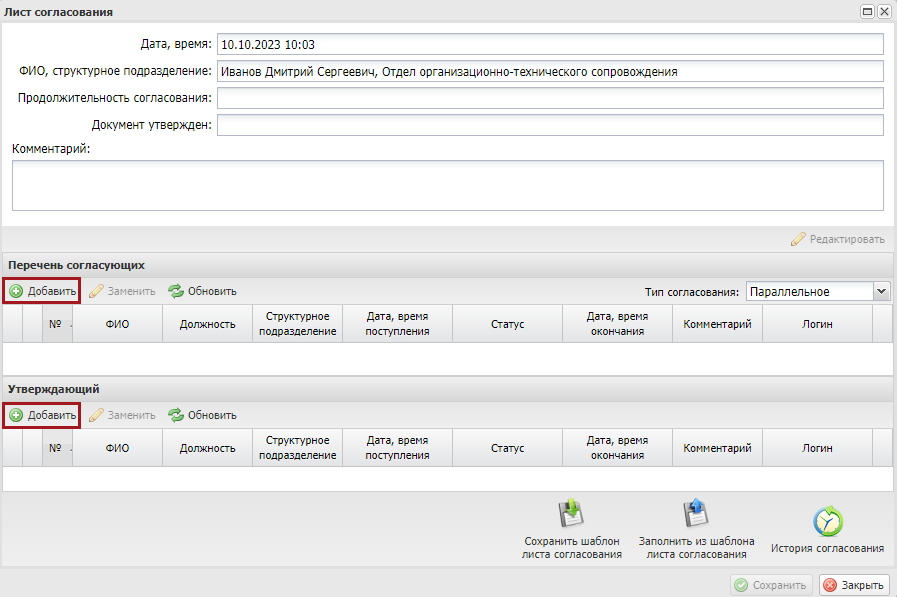 Лист согласования
Дата, время: 10.10.2023 10:03
ФИО, структурное подразделение: Иванов Дмитрий Сергеевич, Отдел организационно-технического сопровождения
Продолжительность согласования:
Документ утвержден:
Комментарий:
Редактировать
Перечень согласующих
Добавить Заменить Обновить Тип согласования: Параллельное
№ ФИО Должность Структурное подразделение Дата, время поступления Статус Дата, время окончания Комментарий Логин
Утверждающий
Добавить Заменить Обновить
№ ФИО Должность Структурное подразделение Дата, время поступления Статус Дата, время окончания Комментарий Логин
Сохранить шаблон листа согласования
Заполнить из шаблона листа согласования
История согласования
Сохранить Закрыть